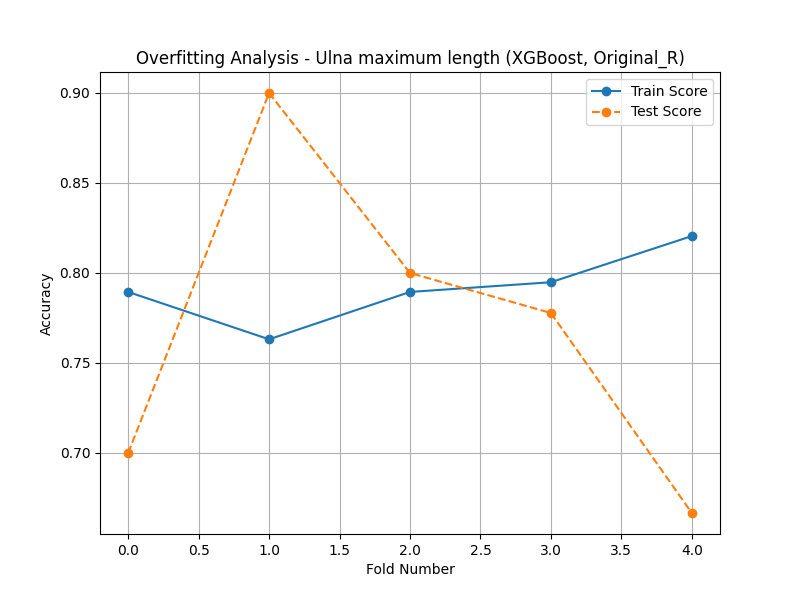 Overfitting Analysis - Ulna maximum length (XGBoost, Original_R)
Train Score
Test Score
0.90
0.85
0.80
0.75
0.70
Accuracy
0.0 0.5 1.0 1.5 2.0 2.5 3.0 3.5 4.0
Fold Number